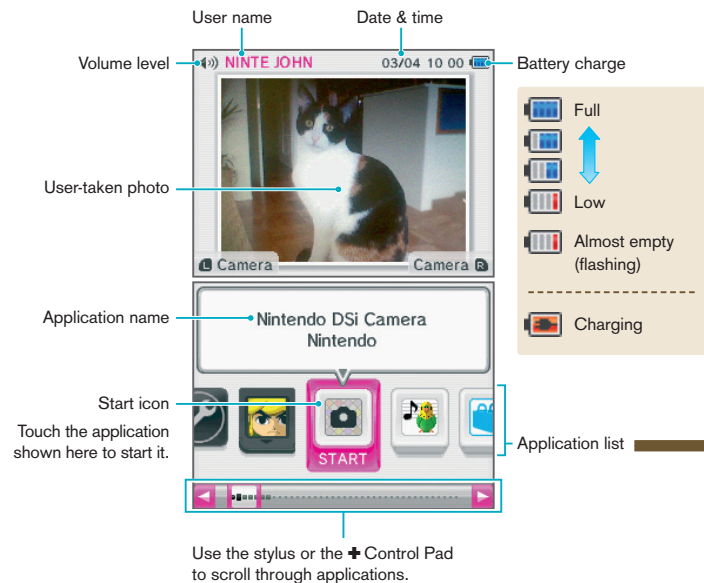 User name
Date & time
Volume level
NINTE JOHN
03/04 10 00
Battery charge
Full
User-taken photo
Low
Almost empty
(flashing)
L Camera
Camera R
Application name
Nintendo DSi Camera
Nintendo
Charging
Start icon
Touch the application
shown here to start it.
START
Application list
Use the stylus or the ✚ Control Pad
to scroll through applications.